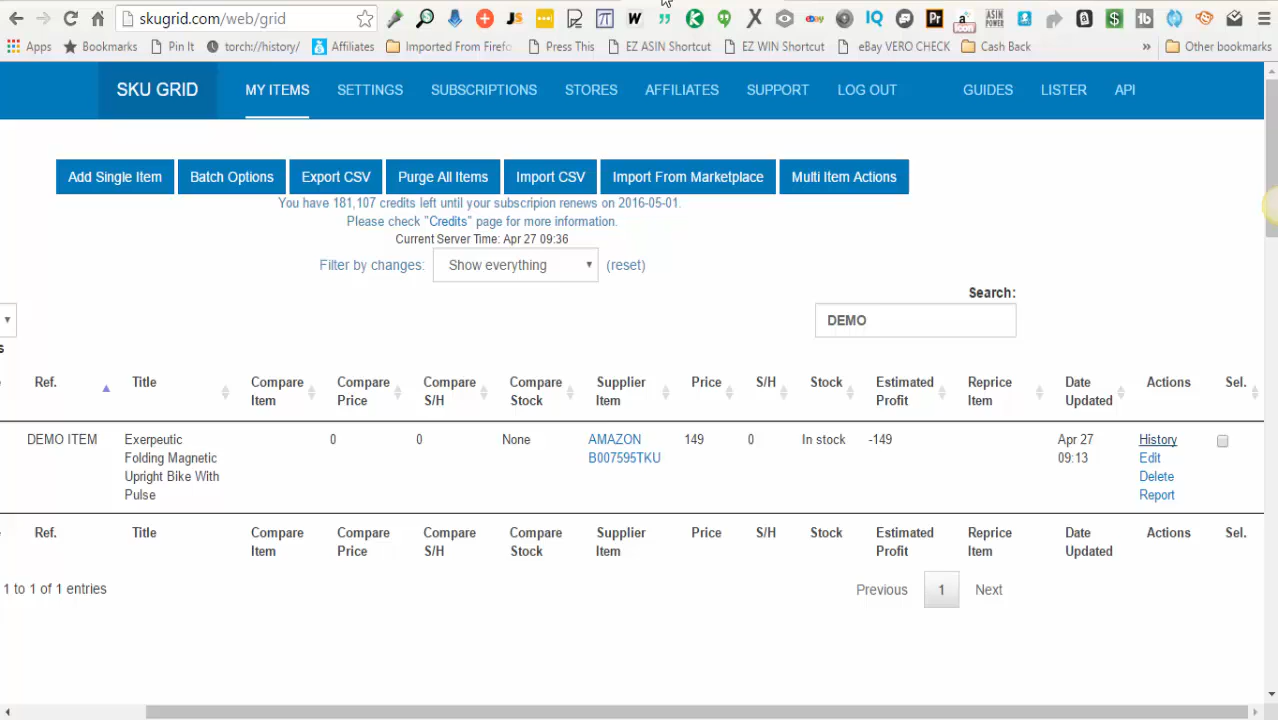 skugrid.com/web/grid
Apps Bookmarks Pin It torch://history/ Affiliates Imported From Firefo Press This EZ ASIN Shortcut EZ WIN Shortcut eBay VERO CHECK Cash Back » Other bookmarks
SKU GRID MY ITEMS SETTINGS SUBSCRIPTIONS STORES AFFILIATES SUPPORT LOG OUT GUIDES LISTER API
Add Single Item Batch Options Export CSV Purge All Items Import CSV Import From Marketplace Multi Item Actions
You have 181,107 credits left until your subscripion renews on 2016-05-01.
Please check "Credits" page for more information.
Current Server Time: Apr 27 09:36
Filter by changes: Show everything (reset)
Search:
DEMO
s
Ref. Title Compare Item Compare Price Compare S/H Compare Stock Supplier Item Price S/H Stock Estimated Profit Reprice Item Date Updated Actions Sel.
DEMO ITEM Exerpeutic 0 0 None AMAZON 149 0 In stock -149 Apr 27 History
Folding Magnetic B007595TKU 09:13 Edit
Upright Bike With Delete
Pulse Report
Ref. Title Compare Item Compare Price Compare S/H Compare Stock Supplier Item Price S/H Stock Estimated Profit Reprice Item Date Updated Actions Sel.
1 to 1 of 1 entries Previous 1 Next